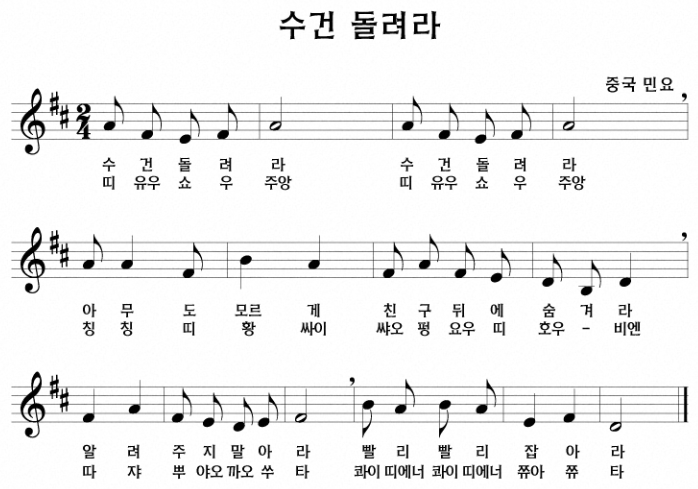 수건 돌려라
중국 민요
2
4
수 건 돌 려 라 수 건 돌 려 라
띠 유우 쇼 우 주앙 띠 유우 쇼 우 주앙
아 무 도 모르 게 친 구 뒤 에 숨 겨 라
칭 칭 띠 황 싸이 쌰오 펑 요우 띠 호우 - 비엔
알 려 주 지 말 아 라 빨 리 빨 리 잡 아 라
따 쟈 뿌 야오 까오 쑤 타 콰이 띠에너 콰이 띠에너 쮸아 쮸 타